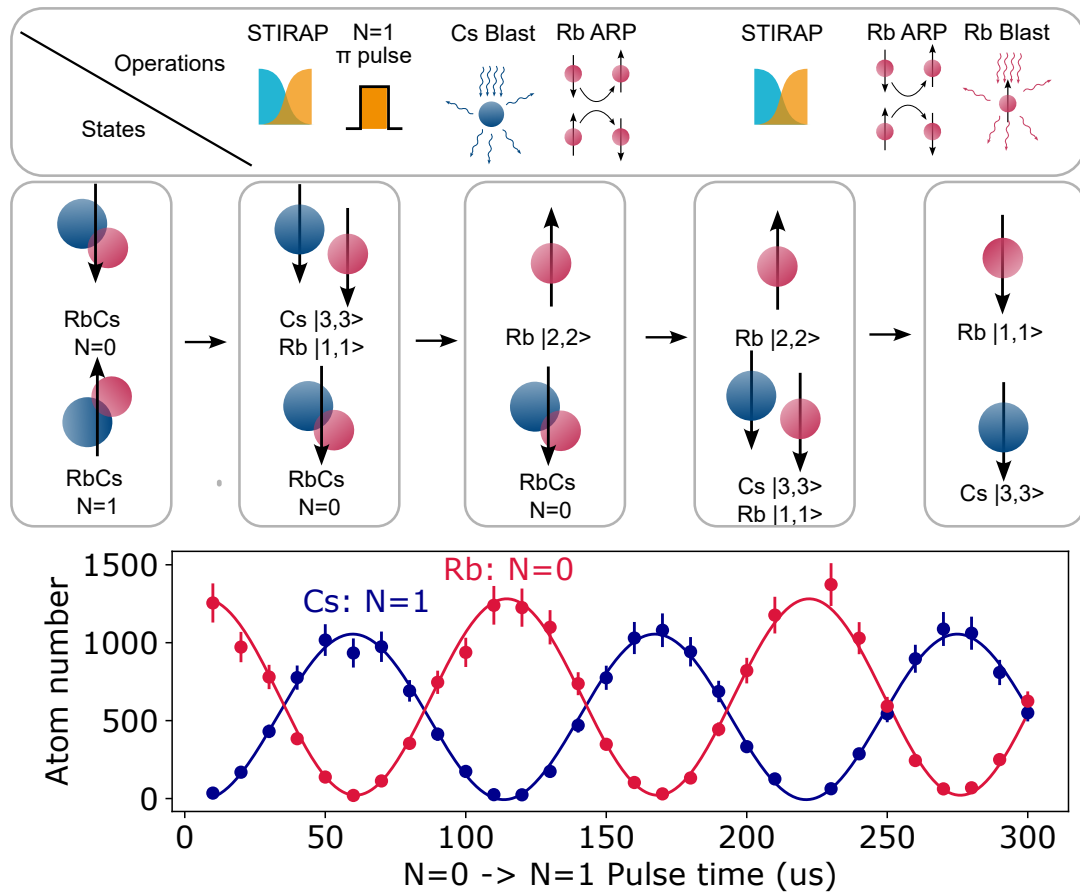 Operations
States
STIRAP
N=1
π pulse
Cs Blast
Rb ARP
STIRAP
Rb ARP
Rb Blast
RbCs
N=0
RbCs
N=1
Cs |3,3>
Rb |1,1>
RbCs
N=0
Rb |2,2>
RbCs
N=0
Rb |2,2>
Cs |3,3>
Rb |1,1>
Rb |1,1>
Cs |3,3>
Atom number
1500
1000
500
0
Rb: N=0
Cs: N=1
0
50
100
150
200
250
300
N=0 -> N=1 Pulse time (us)